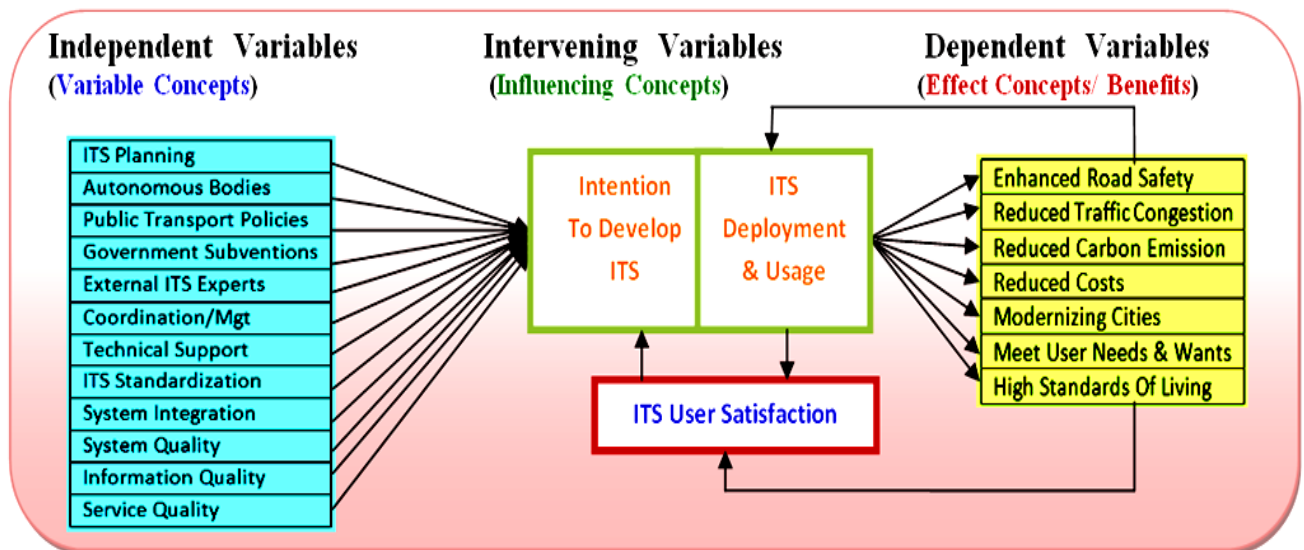 Independent Variables
(Variable Concepts)
Intervening Variables
(Influencing Concepts)
Dependent Variables
(Effect Concepts/ Benefits)
ITS Planning
Autonomous Bodies
Public Transport Policies
Government Subventions
External ITS Experts
Coordination/Mgt
Technical Support
ITS Standardization
System Integration
System Quality
Information Quality
Service Quality
Intention
To Develop
ITS
ITS
Deployment
& Usage
ITS User Satisfaction
Enhanced Road Safety
Reduced Traffic Congestion
Reduced Carbon Emission
Reduced Costs
Modernizing Cities
Meet User Needs & Wants
High Standards Of Living